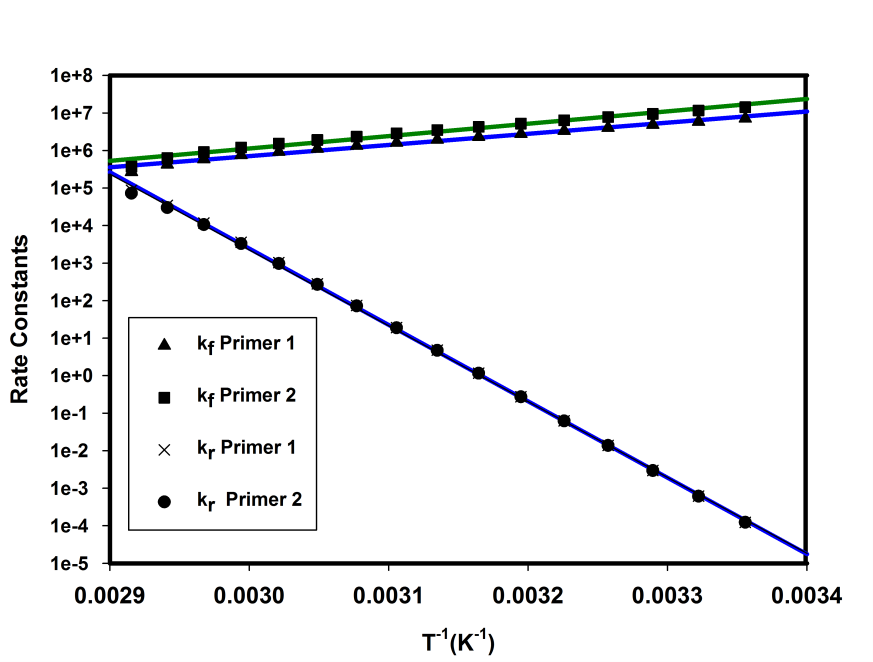 1e+8
1e+7
1e+6
1e+5
1e+4
1e+3
1e+2
1e+1
1e+0
1e-1
1e-2
1e-3
1e-4
1e-5
Rate Constants
kf Primer 1
kf Primer 2
kr Primer 1
kr Primer 2
0.0029 0.0030 0.0031 0.0032 0.0033 0.0034
T⁻¹(K⁻¹)